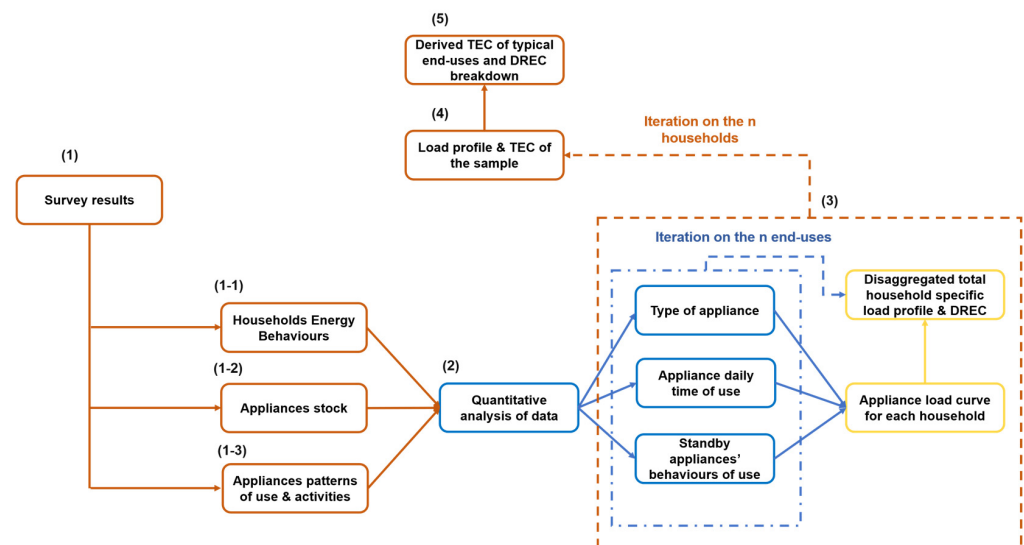 (5)
Derived TEC of typical
end-uses and DREC
breakdown
(4)
Load profile & TEC of
the sample
Iteration on the n
households
(1)
Survey results
(3)
Iteration on the n end-uses
(1-1)
Households Energy
Behaviours
Type of appliance
Disaggregated total
household specific
load profile & DREC
(1-2)
Appliances stock
(2)
Quantitative
analysis of data
Appliance daily
time of use
Appliance load curve
for each household
(1-3)
Appliances patterns
of use & activities
Standby
appliances’
behaviours of use